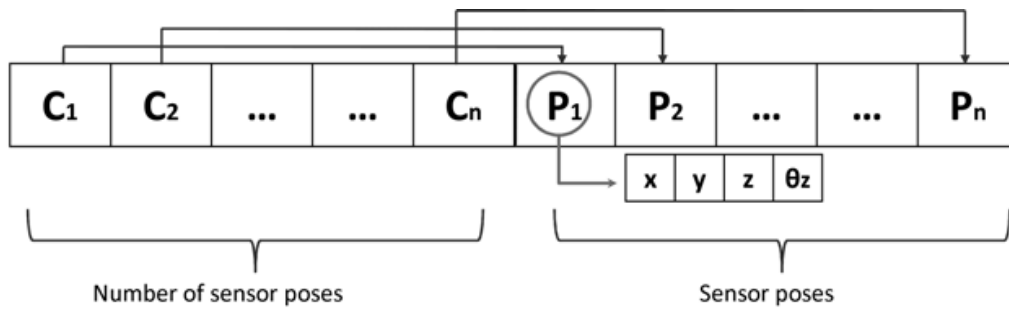 C1 C2 ... ... Cn P1 P2 ... ... Pn
x y z θz
Number of sensor poses
Sensor poses